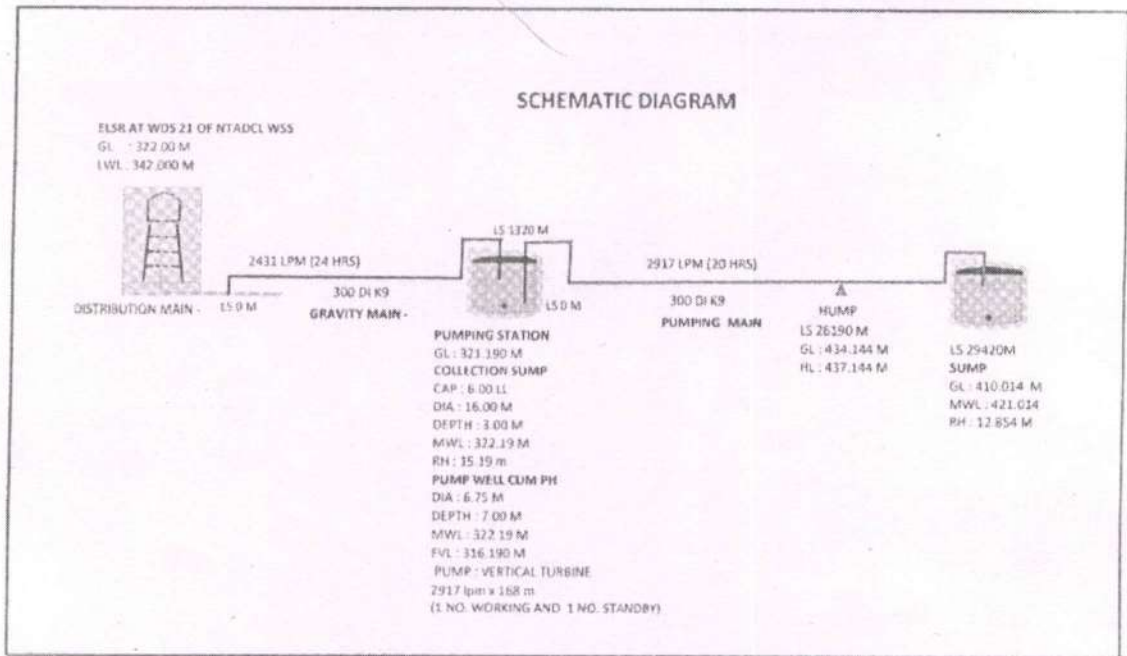 SCHEMATIC DIAGRAM
ELSR AT WDS 21 OF NTADCL WSS
GL : 322.00 M
LWL : 342.000 M
DISTRIBUTION MAIN -
LS 0 M
2431 LPM (24 HRS)
300 DI K9
GRAVITY MAIN -
LS 1320 M
LS 0 M
PUMPING STATION
GL : 321.190 M
COLLECTION SUMP
CAP : 6.00 LL
DIA : 16.00 M
DEPTH : 3.00 M
MWL : 322.19 M
RH : 15.19 m
PUMP WELL CUM PH
DIA : 6.75 M
DEPTH : 7.00 M
MWL : 322.19 M
FVL : 316.190 M
PUMP : VERTICAL TURBINE
2917 lpm x 168 m
(1 NO. WORKING AND 1 NO. STANDBY)
2917 LPM (20 HRS)
300 DI K9
PUMPING MAIN
HUMP
LS 26190 M
GL : 434.144 M
HL : 437.144 M
LS 29420M
SUMP
GL : 410.014 M
MWL : 421.014
RH : 12.854 M